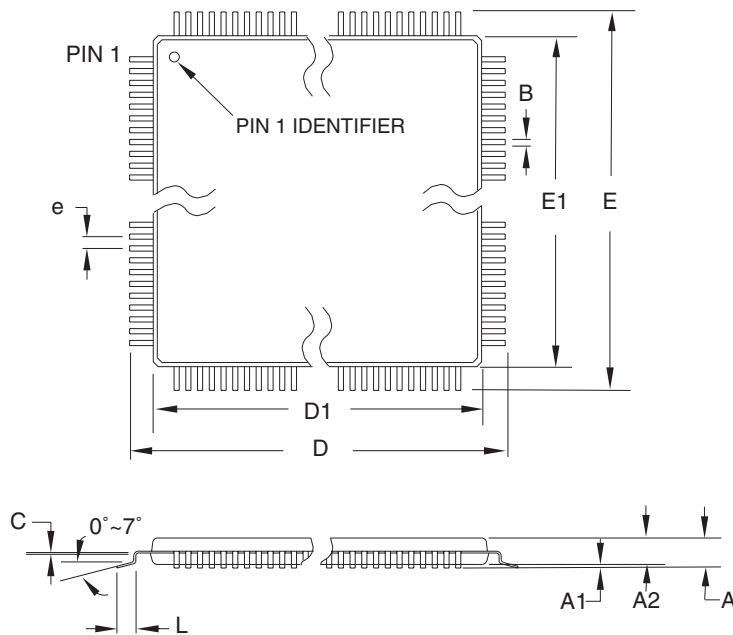 PIN 1
B
PIN 1 IDENTIFIER
e
E1
E
D1
D
C
0°~7°
A1
A2
A
L